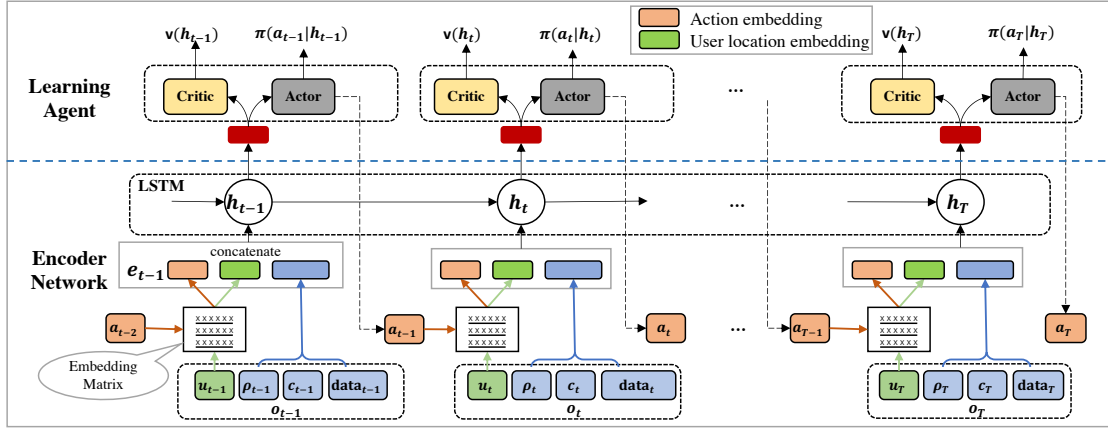 Action embedding
User location embedding
v(h_{t-1}) π(a_{t-1}|h_{t-1}) v(h_t) π(a_t|h_t) v(h_T) π(a_T|h_T)
Learning
Agent
Critic Actor Critic Actor ... Critic Actor
LSTM
h_{t-1} h_t ... h_T
Encoder
Network
concatenate
e_{t-1}
a_{t-2} a_{t-1} a_t ... a_{T-1} a_T
x x x x x x x x x x x x x x x x x x
x x x x x x x x x x x x x x x x x x
x x x x x x x x x x x x x x x x x x
Embedding
Matrix
u_{t-1} ρ_{t-1} c_{t-1} data_{t-1} u_t ρ_t c_t data_t u_T ρ_T c_T data_T
o_{t-1} o_t o_T